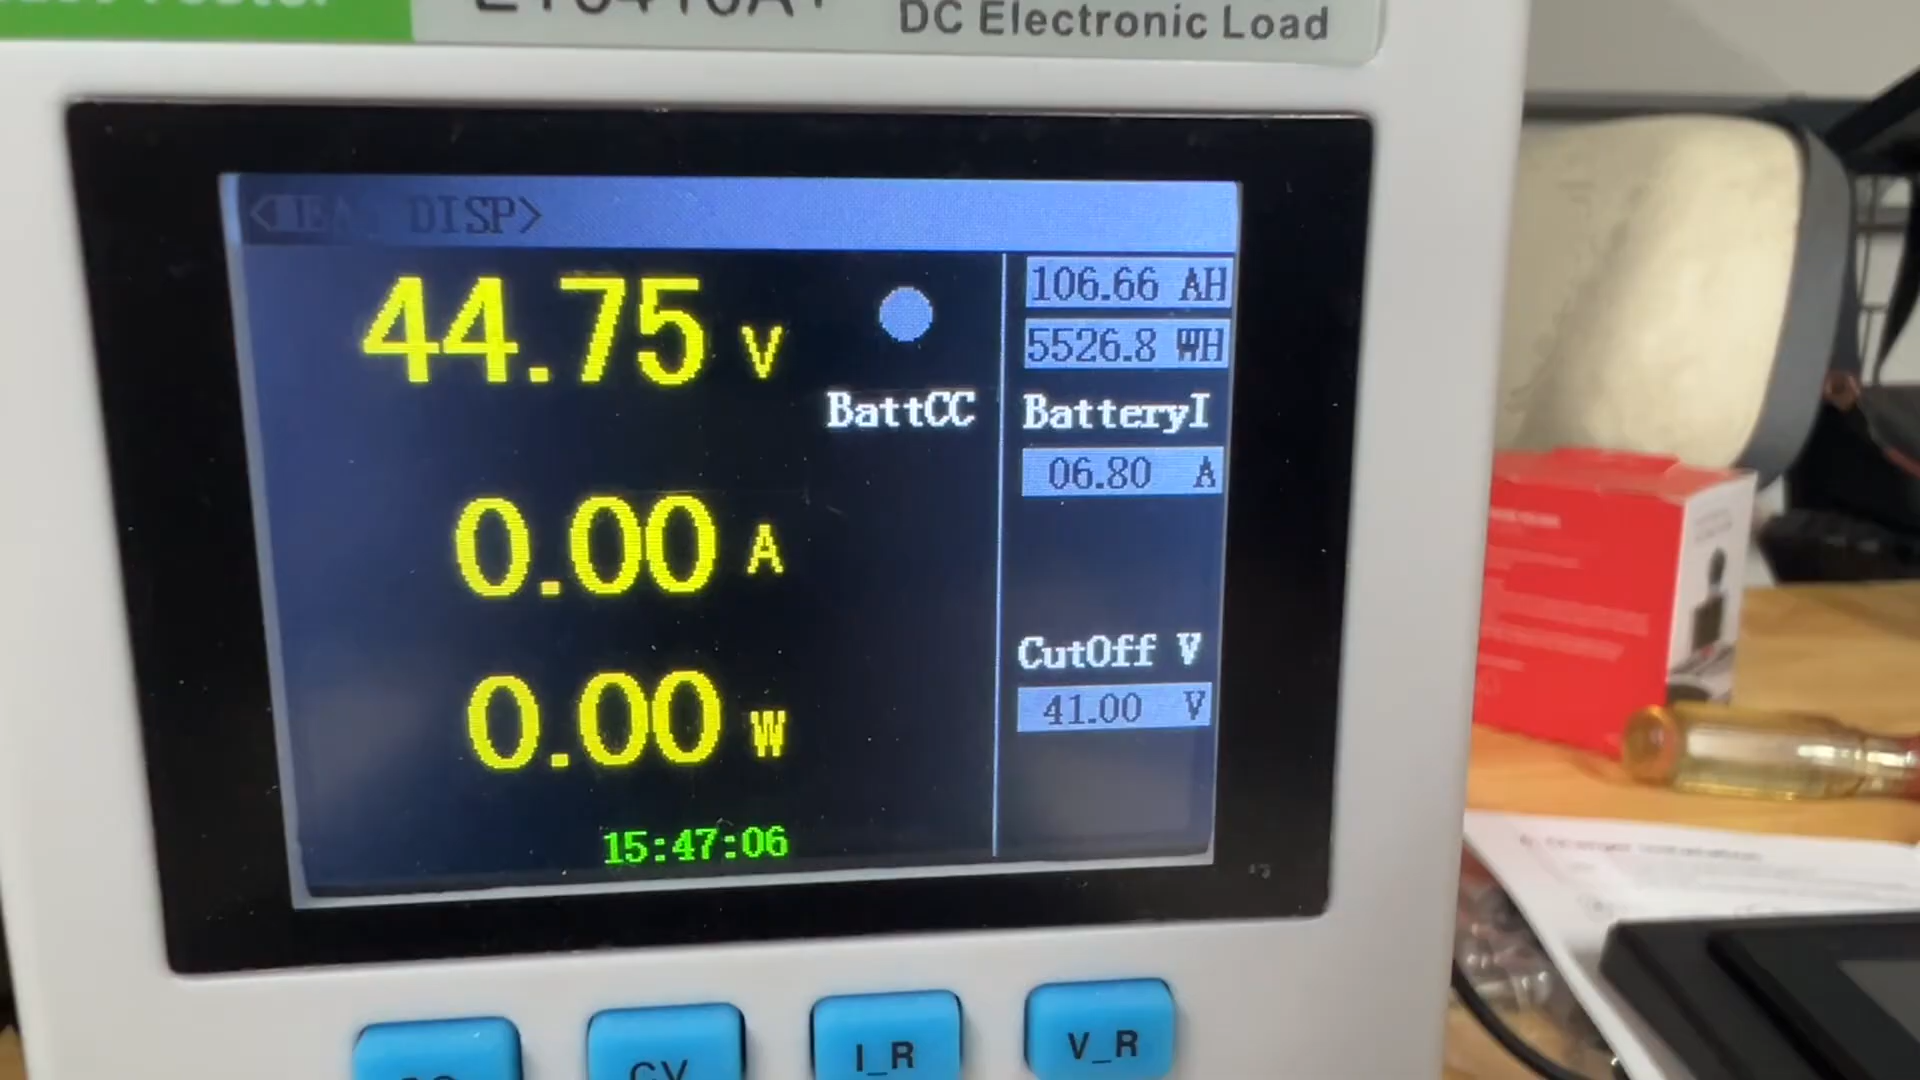 DC Electronic Load
DISP>
44.75 V
BattCC
0.00 A
0.00 W
15:47:06
106.66 AH
5526.8 WH
BatteryI
06.80 A
CutOff V
41.00 V
CV
I_R
V_R